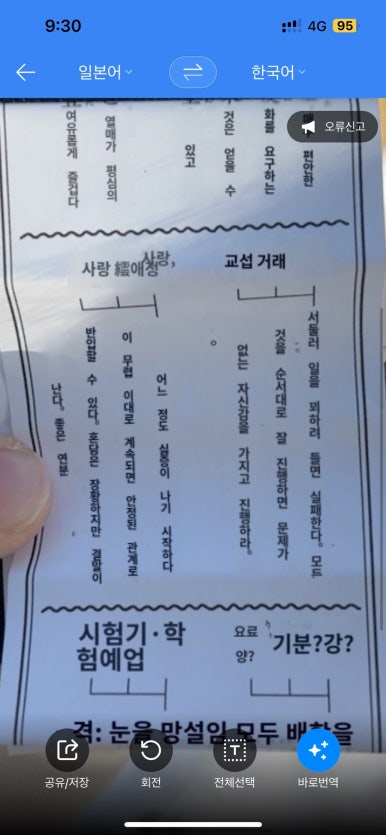 9:30
4G
95
일본어
한국어
오류신고
편안한
화를 요구하는
것은 얻을 수
있고
열매가 평심의
여유롭게 즐겁다
교섭 거래
서둘러 일을 꾀하려 들면 실패한다. 모든
것을 순서대로 잘 진행하면 문제가
없는 자신감을 가지고 진행하라.
사랑,
사랑 애정
어느 정도 싫증이 나기 시작하다
이 무렵 이대로 계속되면 안정된 관계로
반입할 수 있다. 혼담은 장황하지만 결말이
난다. 좋은 연분
기분?강?
요료
양?
시험기·학
험예업
격: 눈을 망설임 모두 배합을
공유/저장
회전
전체선택
바로번역